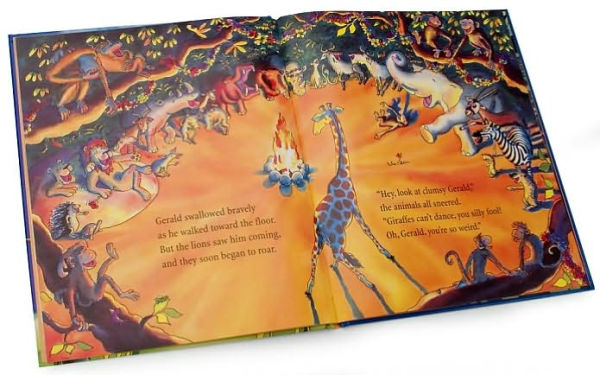 Gerald swallowed bravely
as he walked toward the floor.
But the lions saw him coming,
and they soon began to roar.
"Hey, look at clumsy Gerald,"
the animals all sneered.
"Giraffes can't dance, you silly fool!
Oh, Gerald, you're so weird."